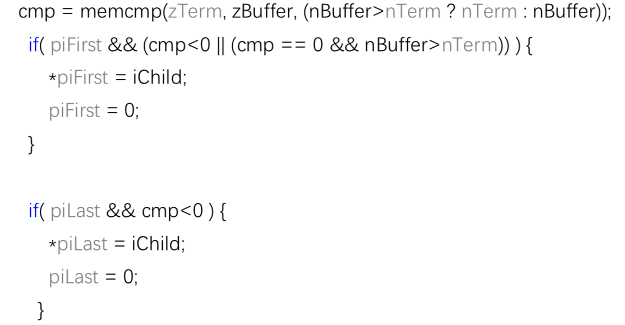 cmp = memcmp(zTerm, zBuffer, (nBuffer>nTerm ? nTerm : nBuffer));
if( piFirst && (cmp<0 || (cmp == 0 && nBuffer>nTerm)) ) {
*piFirst = iChild;
piFirst = 0;
}
if( piLast && cmp<0 ) {
*piLast = iChild;
piLast = 0;
}